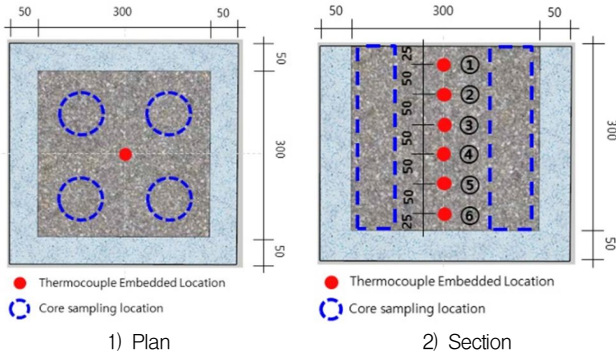 50 300 50
50
300
50
Thermocouple Embedded Location
Core sampling location
1) Plan
50 300 50
25 ①
50 ②
50 ③
50 ④
50 ⑤
50 ⑥
25
300
50
Thermocouple Embedded Location
Core sampling location
2) Section